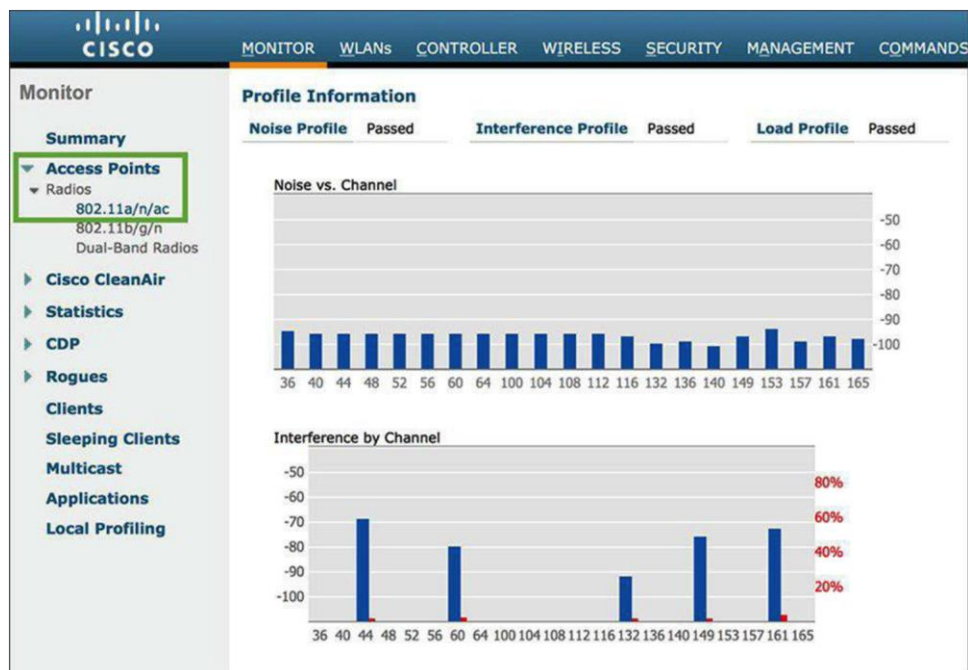 CISCO
MONITOR WLANs CONTROLLER WIRELESS SECURITY MANAGEMENT COMMANDS
Monitor
Summary
Access Points
Radios
802.11a/n/ac
802.11b/g/n
Dual-Band Radios
Cisco CleanAir
Statistics
CDP
Rogues
Clients
Sleeping Clients
Multicast
Applications
Local Profiling
Profile Information
Noise Profile Passed Interference Profile Passed Load Profile Passed
Noise vs. Channel
-50
-60
-70
-80
-90
-100
36 40 44 48 52 56 60 64 100 104 108 112 116 132 136 140 149 153 157 161 165
Interference by Channel
-50
-60
-70
-80
-90
-100
80%
60%
40%
20%
36 40 44 48 52 56 60 64 100 104 108 112 116 132 136 140 149 153 157 161 165